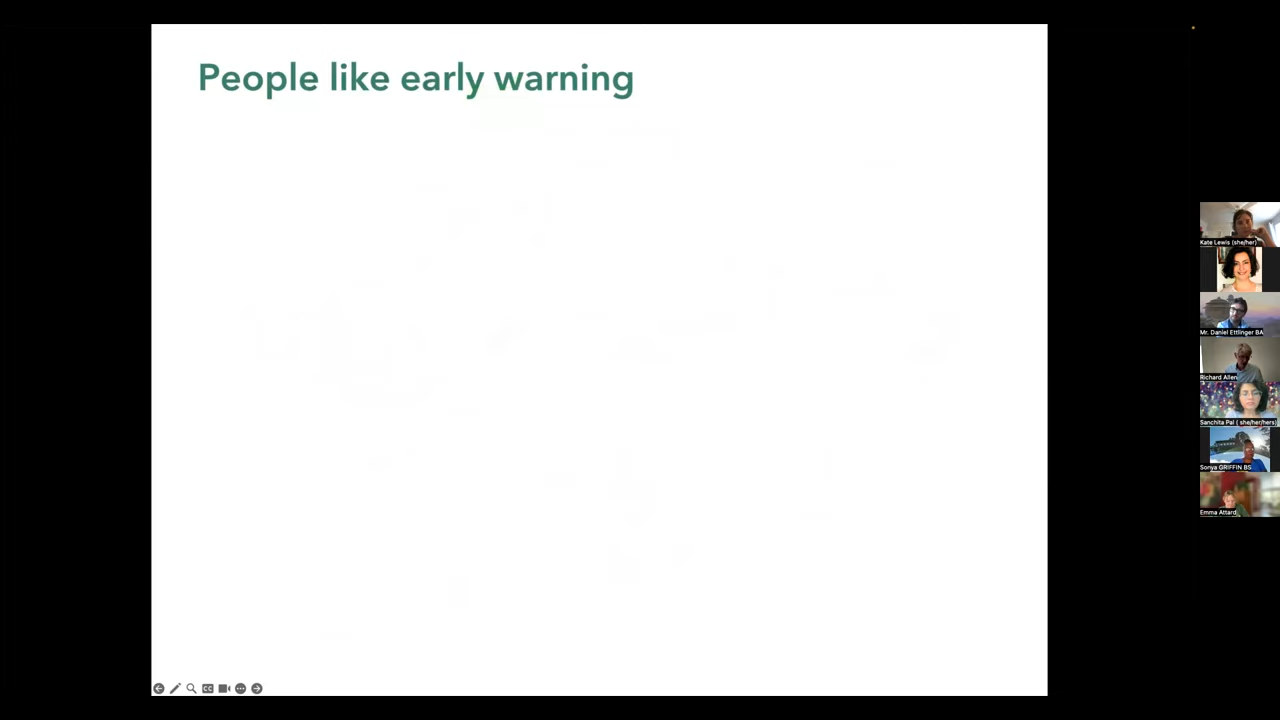 People like early warning
Kate Lewis (she/her)
Mr. Daniel Ettlinger BA
Richard Allen
Sanchita Pal ( she/her/hers)
Sonya GRIFFIN BS
Emma Attard